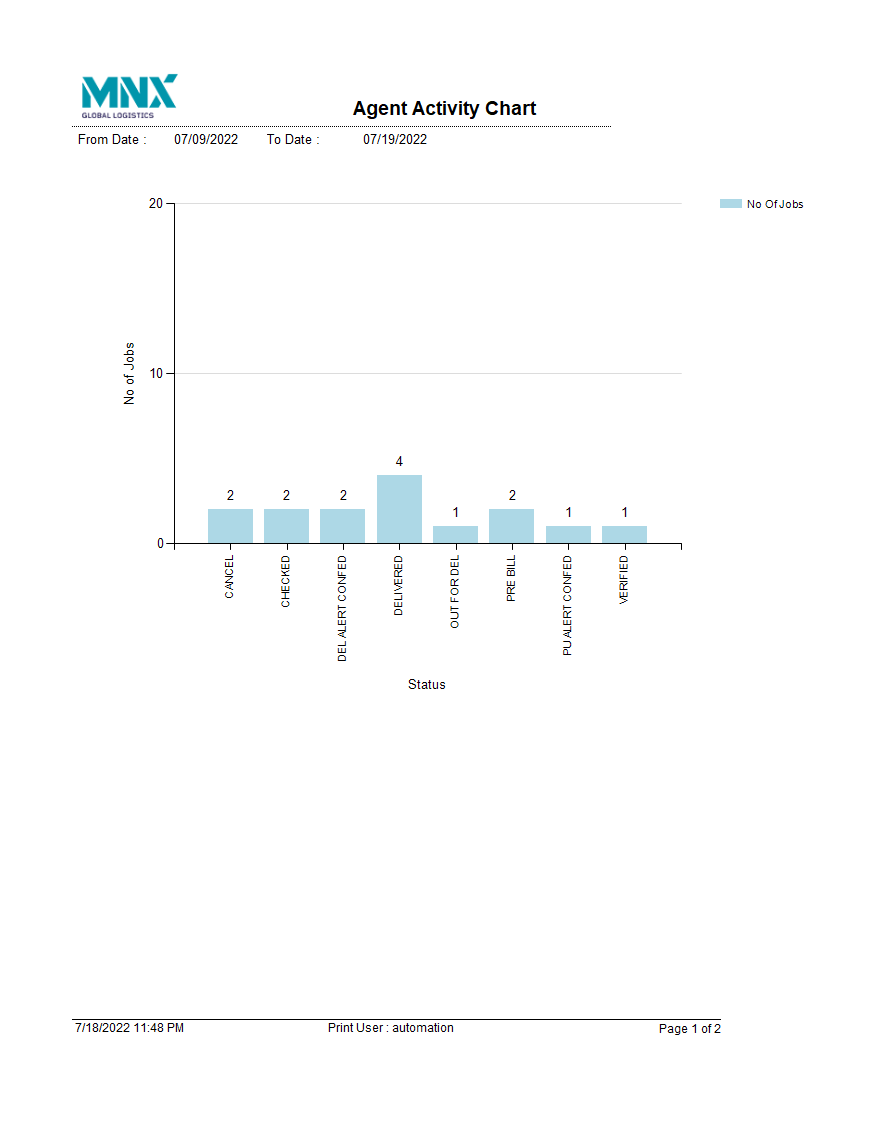 MNX
GLOBAL LOGISTICS
Agent Activity Chart
From Date : 07/09/2022 To Date : 07/19/2022
20
No Of Jobs
No of Jobs
10
4
2 2 2 2
1 1 1
0
CANCEL
CHECKED
DEL ALERT CONFED
DELIVERED
OUT FOR DEL
PRE BILL
PU ALERT CONFED
VERIFIED
Status
7/18/2022 11:48 PM Print User : automation Page 1 of 2